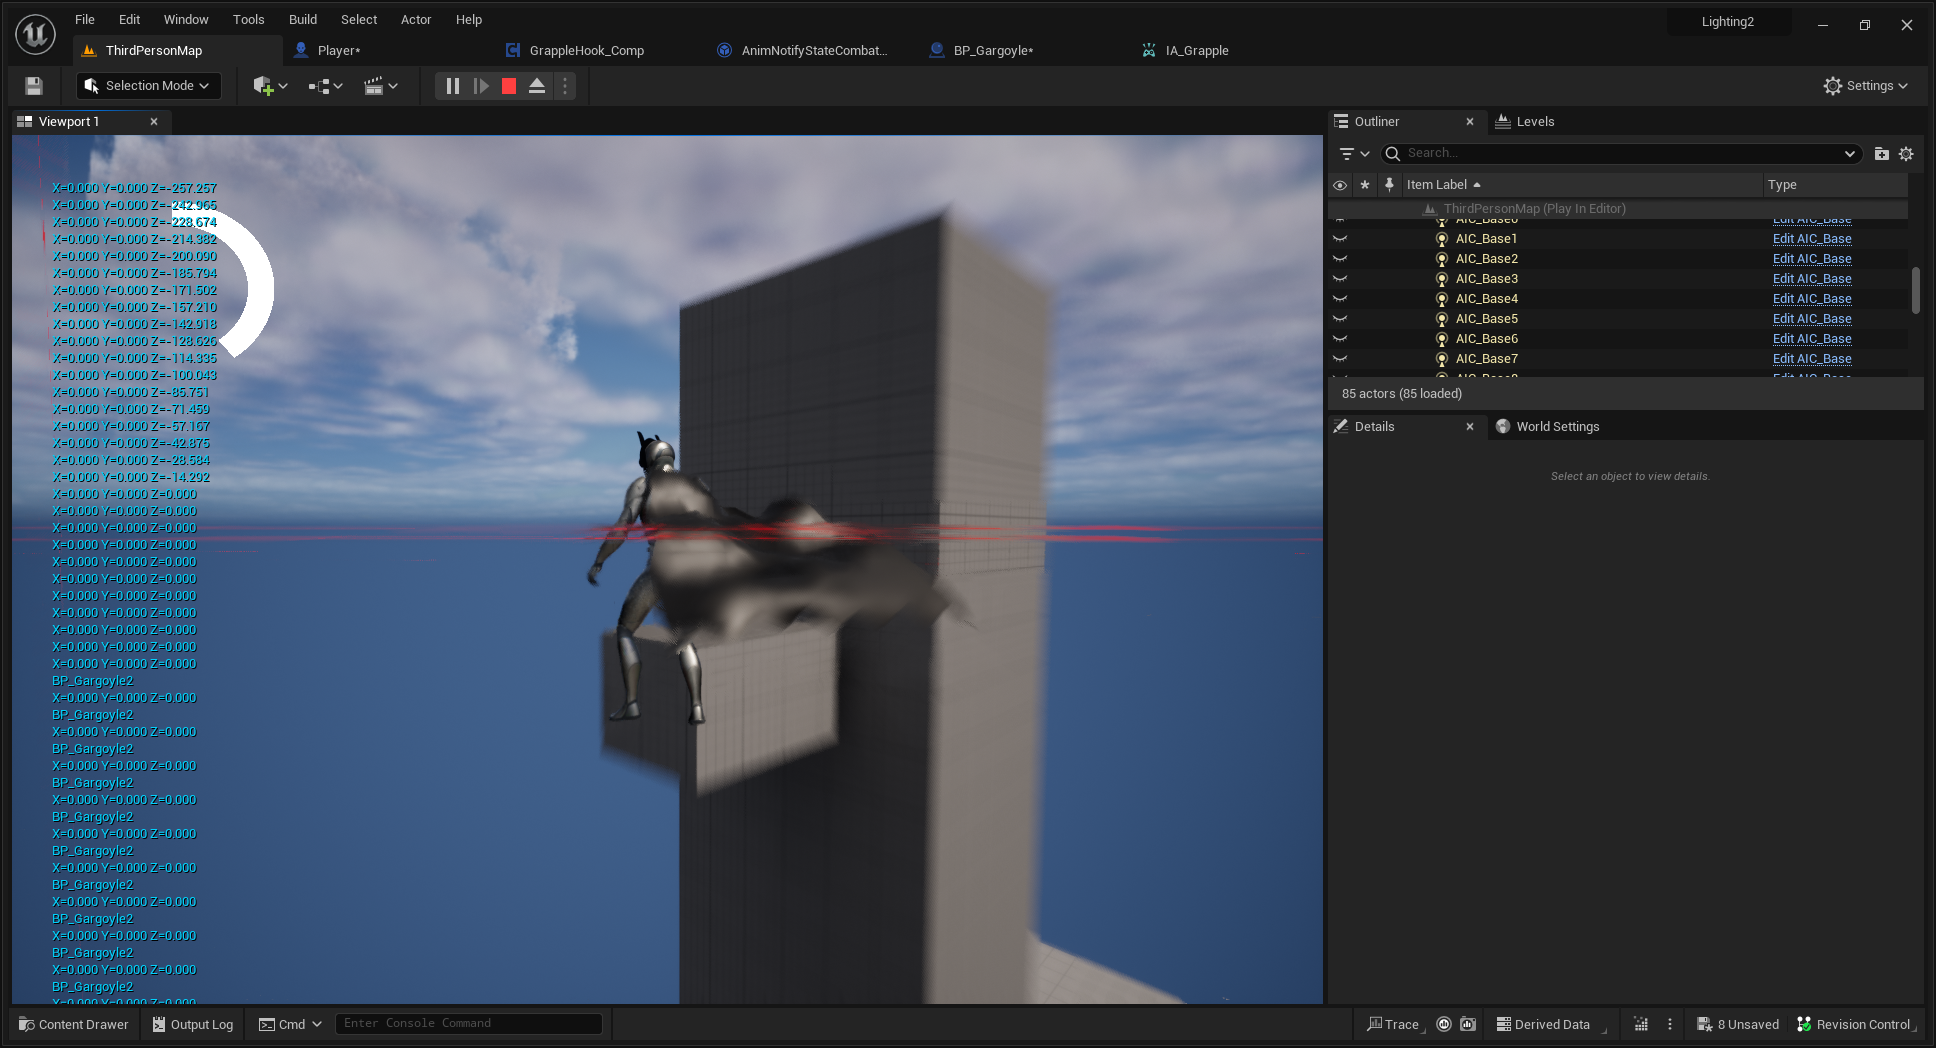 File Edit Window Tools Build Select Actor Help
Lighting2
ThirdPersonMap Player* GrappleHook_Comp AnimNotifyStateCombat... BP_Gargoyle* IA_Grapple
Selection Mode Settings
Viewport 1
X=0.000 Y=0.000 Z=-257.257
X=0.000 Y=0.000 Z=-242.965
X=0.000 Y=0.000 Z=-228.674
X=0.000 Y=0.000 Z=-214.382
X=0.000 Y=0.000 Z=-200.090
X=0.000 Y=0.000 Z=-185.794
X=0.000 Y=0.000 Z=-171.502
X=0.000 Y=0.000 Z=-157.210
X=0.000 Y=0.000 Z=-142.918
X=0.000 Y=0.000 Z=-128.626
X=0.000 Y=0.000 Z=-114.335
X=0.000 Y=0.000 Z=-100.043
X=0.000 Y=0.000 Z=-85.751
X=0.000 Y=0.000 Z=-71.459
X=0.000 Y=0.000 Z=-57.167
X=0.000 Y=0.000 Z=-42.875
X=0.000 Y=0.000 Z=-28.584
X=0.000 Y=0.000 Z=-14.292
X=0.000 Y=0.000 Z=0.000
X=0.000 Y=0.000 Z=0.000
X=0.000 Y=0.000 Z=0.000
X=0.000 Y=0.000 Z=0.000
X=0.000 Y=0.000 Z=0.000
X=0.000 Y=0.000 Z=0.000
X=0.000 Y=0.000 Z=0.000
X=0.000 Y=0.000 Z=0.000
X=0.000 Y=0.000 Z=0.000
X=0.000 Y=0.000 Z=0.000
X=0.000 Y=0.000 Z=0.000
BP_Gargoyle2
X=0.000 Y=0.000 Z=0.000
BP_Gargoyle2
X=0.000 Y=0.000 Z=0.000
BP_Gargoyle2
X=0.000 Y=0.000 Z=0.000
BP_Gargoyle2
X=0.000 Y=0.000 Z=0.000
BP_Gargoyle2
X=0.000 Y=0.000 Z=0.000
BP_Gargoyle2
X=0.000 Y=0.000 Z=0.000
BP_Gargoyle2
X=0.000 Y=0.000 Z=0.000
BP_Gargoyle2
X=0.000 Y=0.000 Z=0.000
BP_Gargoyle2
X=0.000 Y=0.000 Z=0.000
BP_Gargoyle2
X=0.000 Y=0.000 Z=0.000
Outliner Levels
Search...
Item Label Type
ThirdPersonMap (Play In Editor)
AIC_Base0 Edit AIC_Base
AIC_Base1 Edit AIC_Base
AIC_Base2 Edit AIC_Base
AIC_Base3 Edit AIC_Base
AIC_Base4 Edit AIC_Base
AIC_Base5 Edit AIC_Base
AIC_Base6 Edit AIC_Base
AIC_Base7 Edit AIC_Base
AIC_Base8 Edit AIC_Base
85 actors (85 loaded)
Details World Settings
Select an object to view details.
Content Drawer Output Log Cmd Enter Console Command Trace Derived Data 8 Unsaved Revision Control